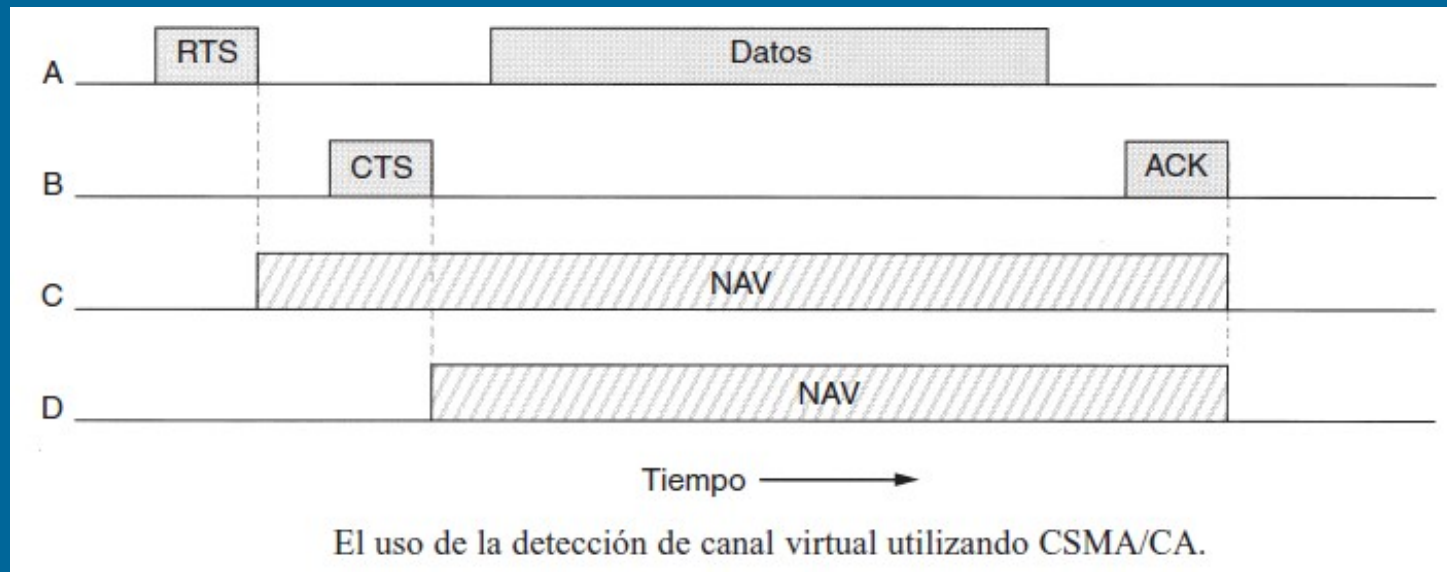 A
RTS
Datos
B
CTS
ACK
C
NAV
D
NAV
Tiempo
El uso de la detección de canal virtual utilizando CSMA/CA.